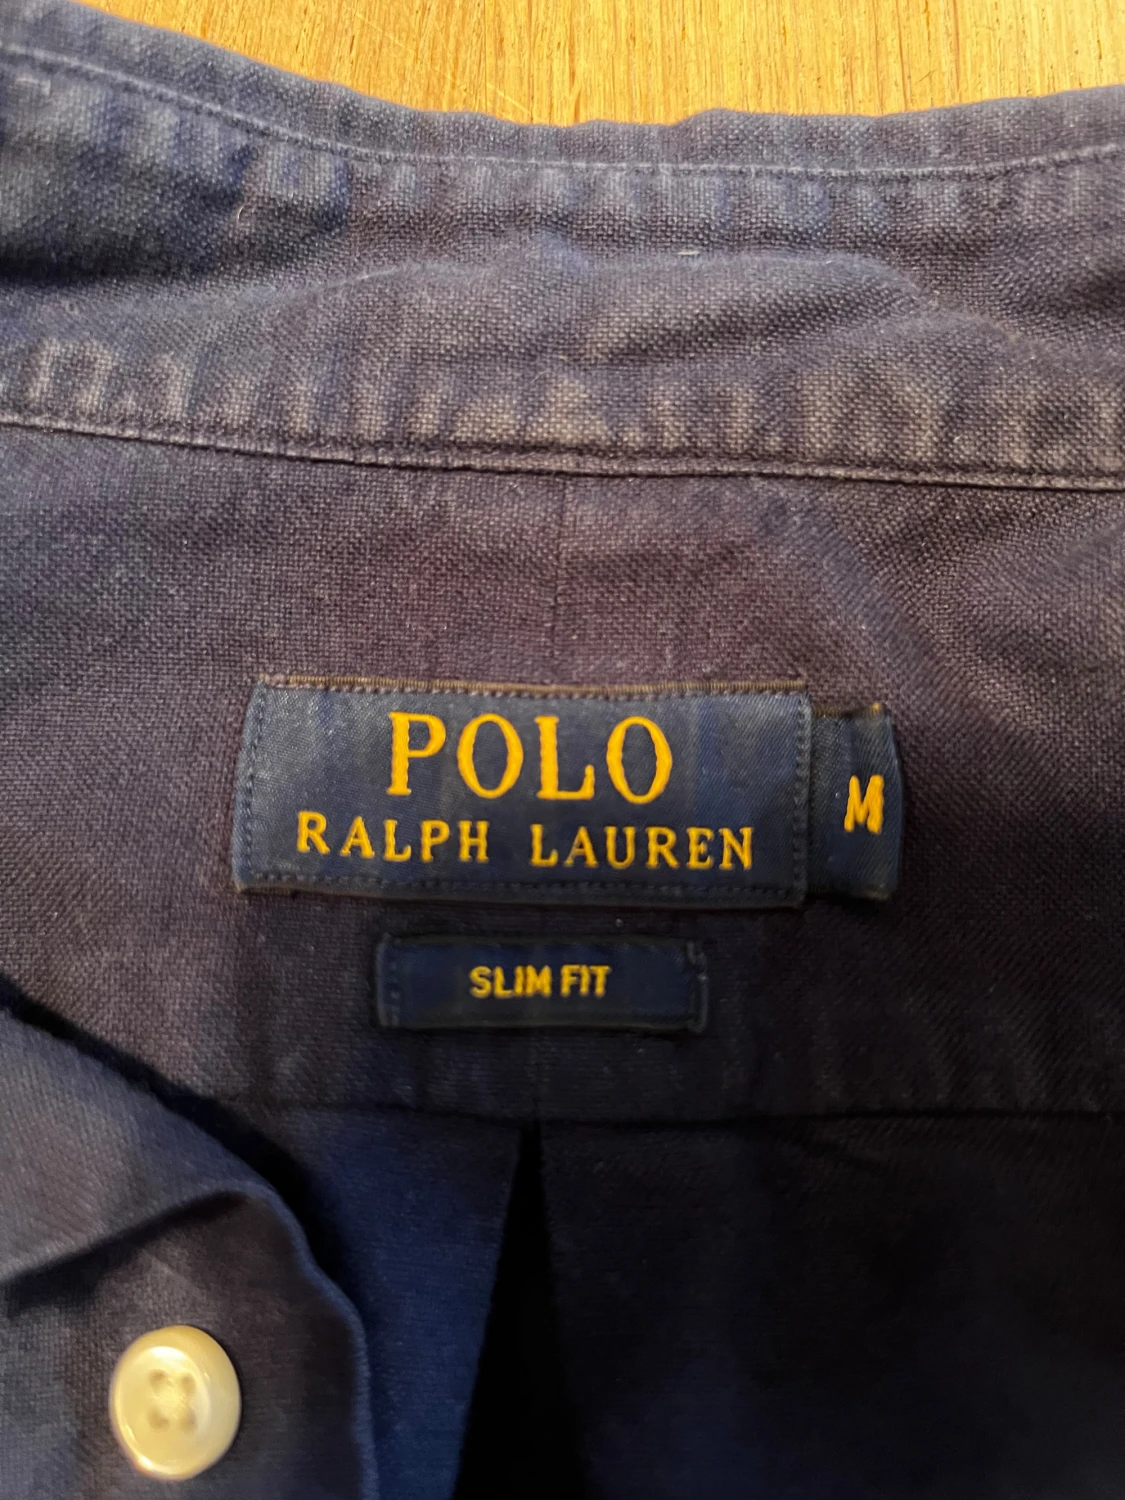 POLO
RALPH LAUREN
M
SLIM FIT